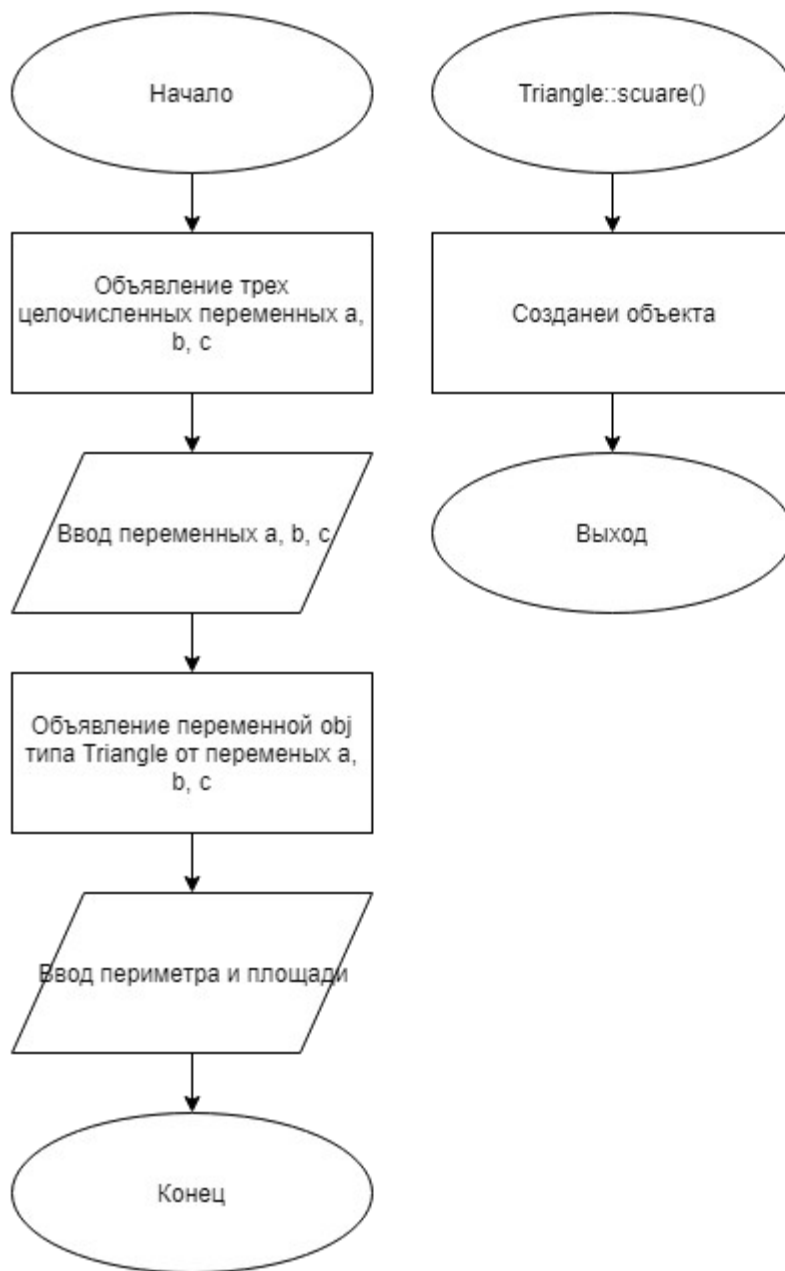 Начало
Объявление трех
целочисленных переменных a,
b, c
Ввод переменных a, b, c
Объявление переменной obj
типа Triangle от переменых a,
b, c
Ввод периметра и площади
Конец
Triangle::scuare()
Созданеи объекта
Выход